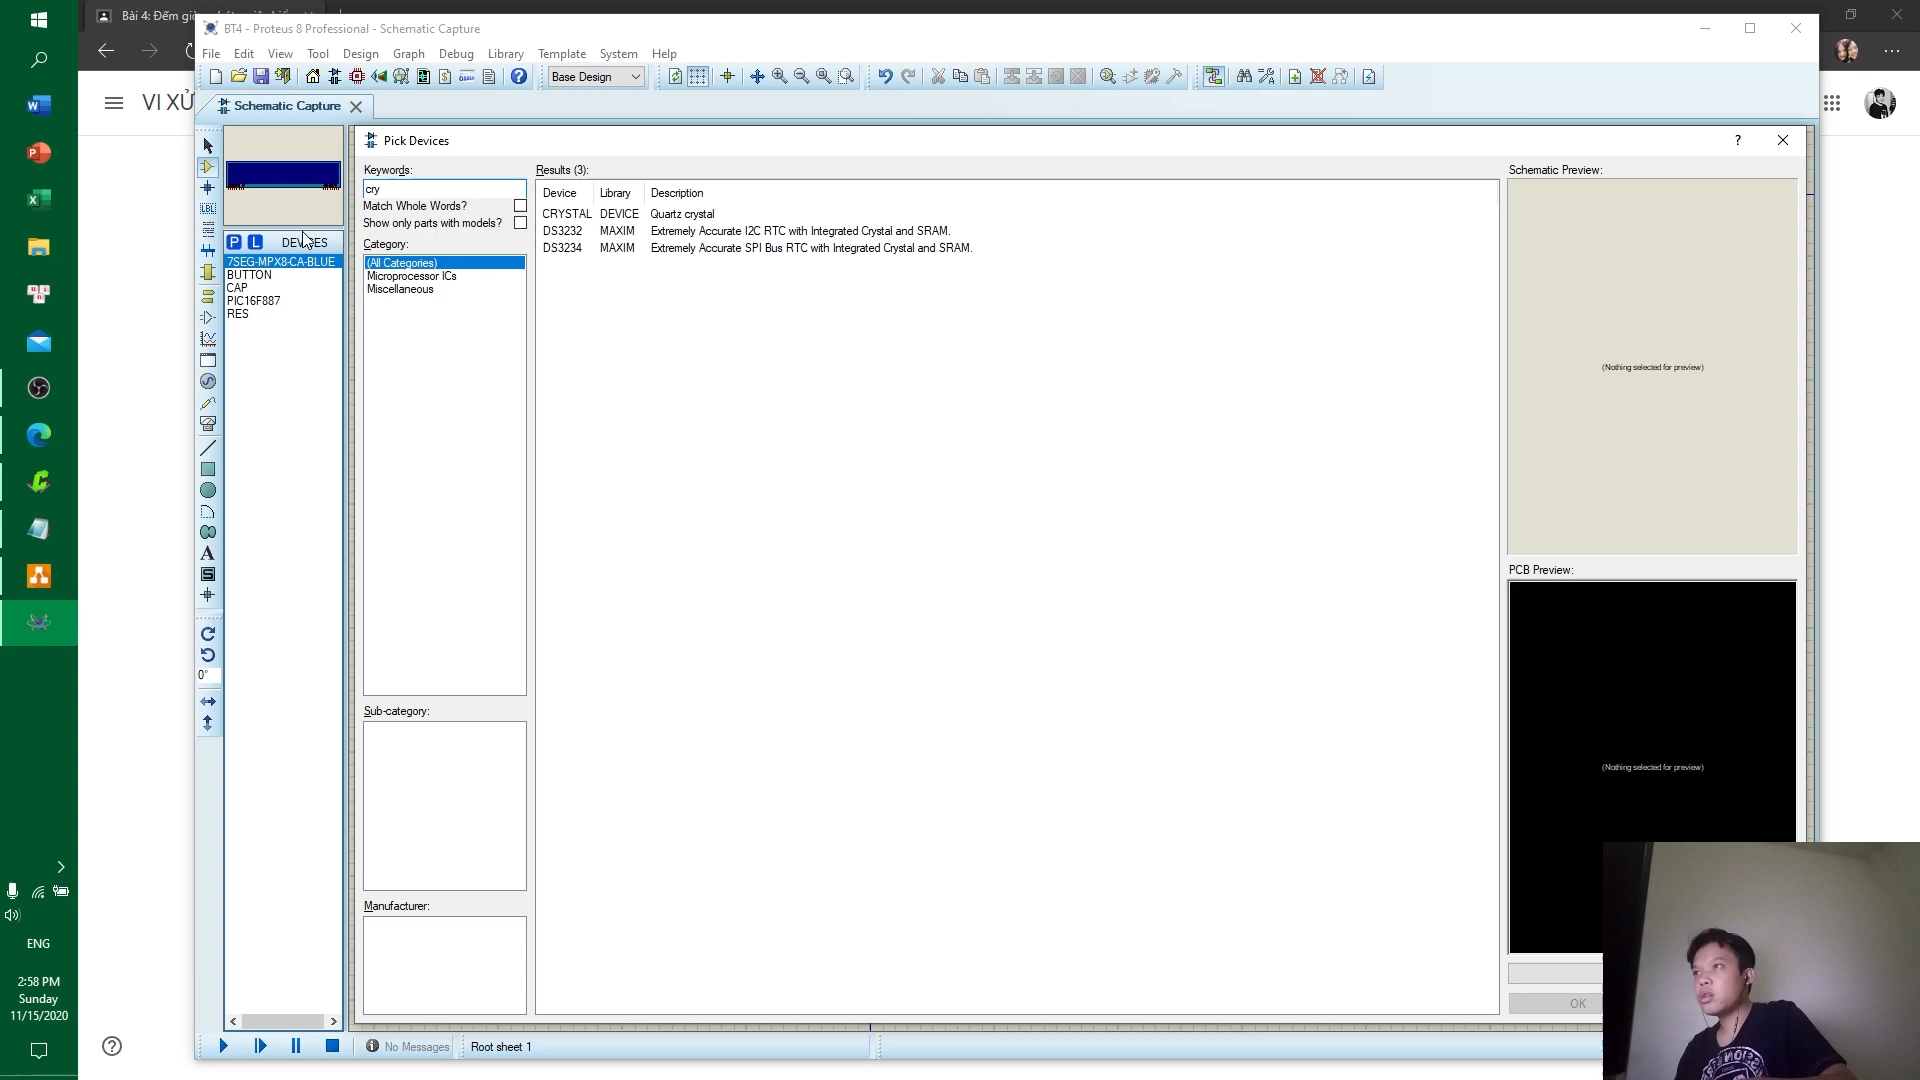 Bài 4: Đếm giờ
BT4 - Proteus 8 Professional - Schematic Capture
File Edit View Tool Design Graph Debug Library Template System Help
Base Design
VI XỬ
Schematic Capture
Pick Devices
Keywords:
cry
Match Whole Words?
Show only parts with models?
Category:
(All Categories)
Microprocessor ICs
Miscellaneous
Sub-category:
Manufacturer:
Results (3):
Device Library Description
CRYSTAL DEVICE Quartz crystal
DS3232 MAXIM Extremely Accurate I2C RTC with Integrated Crystal and SRAM.
DS3234 MAXIM Extremely Accurate SPI Bus RTC with Integrated Crystal and SRAM.
Schematic Preview:
(Nothing selected for preview)
PCB Preview:
(Nothing selected for preview)
OK
P L DEVICES
7SEG-MPX8-CA-BLUE
BUTTON
CAP
PIC16F887
RES
LBL
A
0°
No Messages
Root sheet 1
ENG
2:58 PM
Sunday
11/15/2020